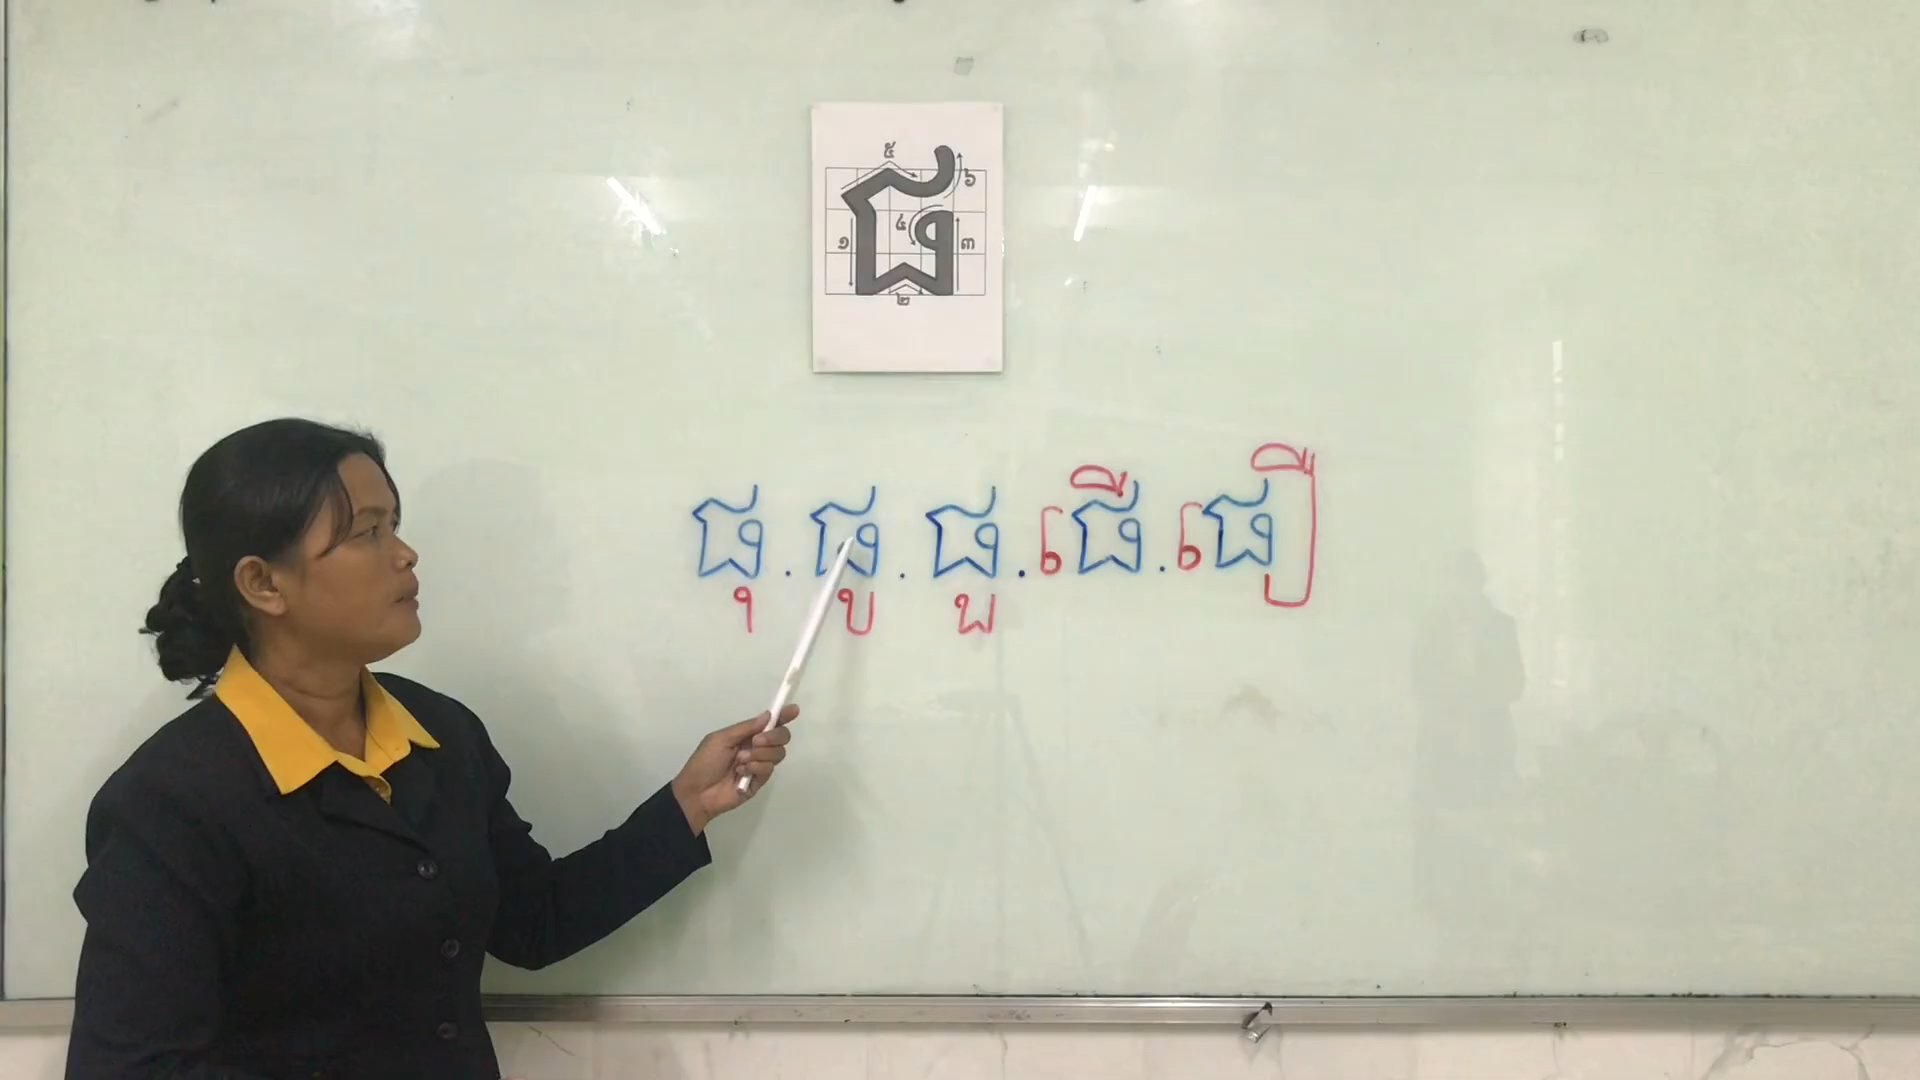 ៥
៦
៤
១ ៣
២
ផ
ផុ . ផូ . ផួ . ផើ . ផឿ